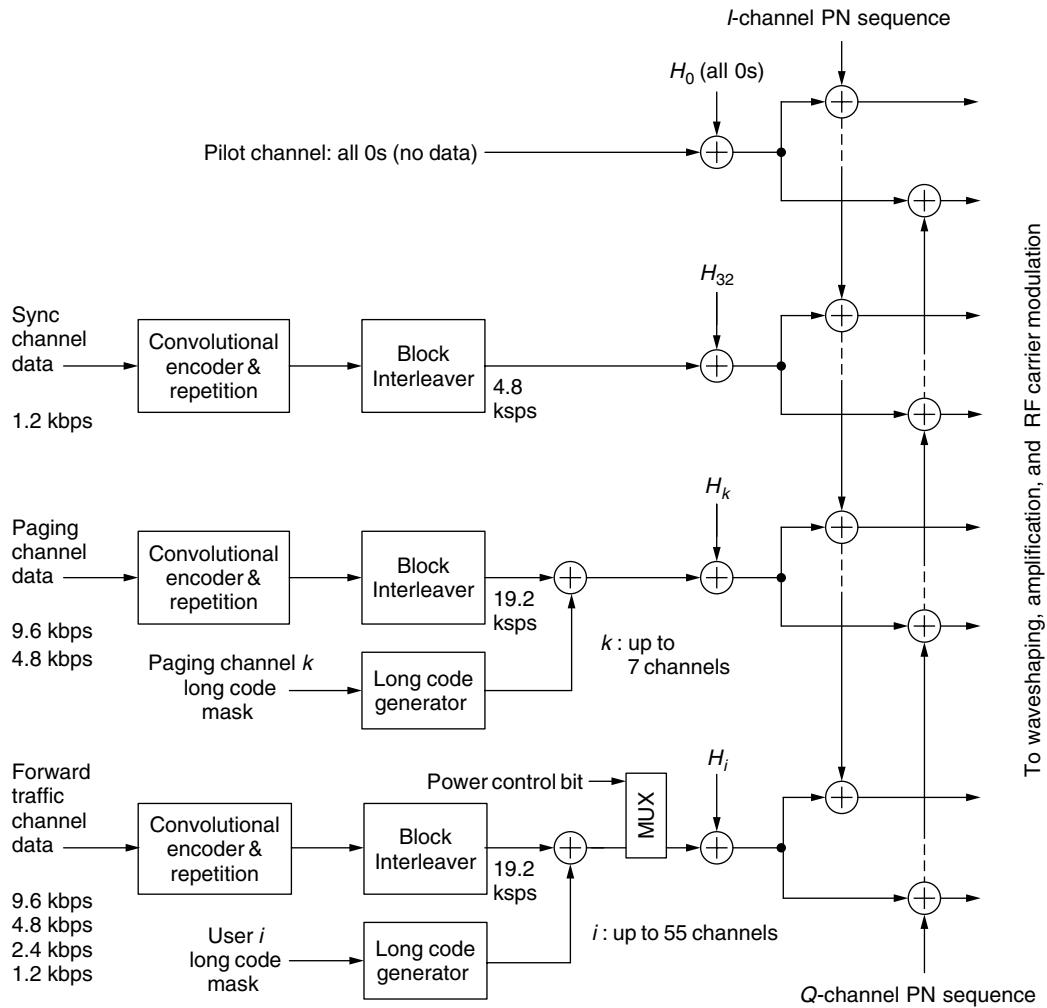 I-channel PN sequence
H0 (all 0s)
Pilot channel: all 0s (no data)
H32
Sync
channel
data
1.2 kbps
Convolutional
encoder &
repetition
Block
Interleaver
4.8
ksps
Hk
Paging
channel
data
9.6 kbps
4.8 kbps
Convolutional
encoder &
repetition
Block
Interleaver
19.2
ksps
k : up to
7 channels
Paging channel k
long code
mask
Long code
generator
Hi
Power control bit
MUX
Forward
traffic
channel
data
9.6 kbps
4.8 kbps
2.4 kbps
1.2 kbps
Convolutional
encoder &
repetition
Block
Interleaver
19.2
ksps
i : up to 55 channels
User i
long code
mask
Long code
generator
Q-channel PN sequence
To waveshaping, amplification, and RF carrier modulation